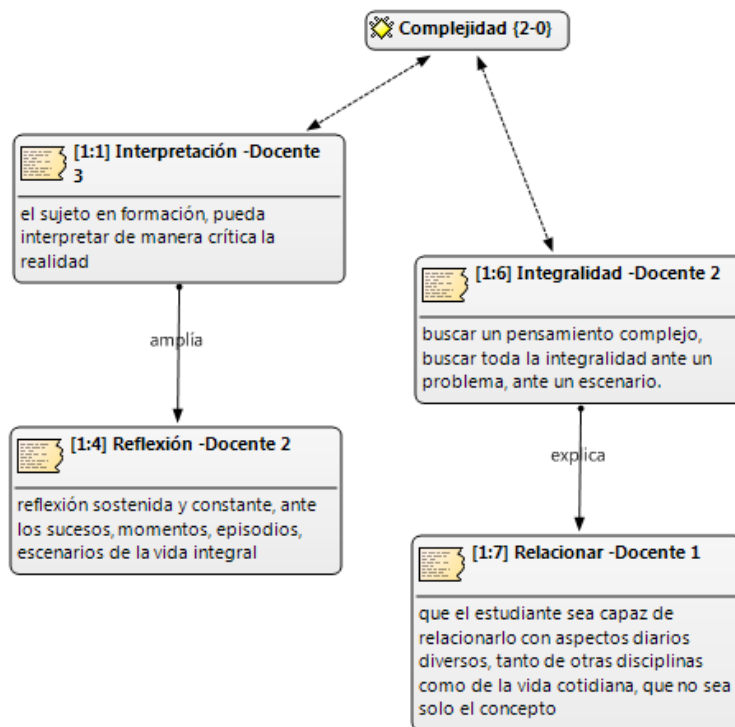 Complejidad {2-0}
[1:1] Interpretación -Docente
3
el sujeto en formación, pueda
interpretar de manera crítica la
realidad
amplía
[1:4] Reflexión -Docente 2
reflexión sostenida y constante, ante
los sucesos, momentos, episodios,
escenarios de la vida integral
[1:6] Integralidad -Docente 2
buscar un pensamiento complejo,
buscar toda la integralidad ante un
problema, ante un escenario.
explica
[1:7] Relacionar -Docente 1
que el estudiante sea capaz de
relacionarlo con aspectos diarios
diversos, tanto de otras disciplinas
como de la vida cotidiana, que no sea
solo el concepto